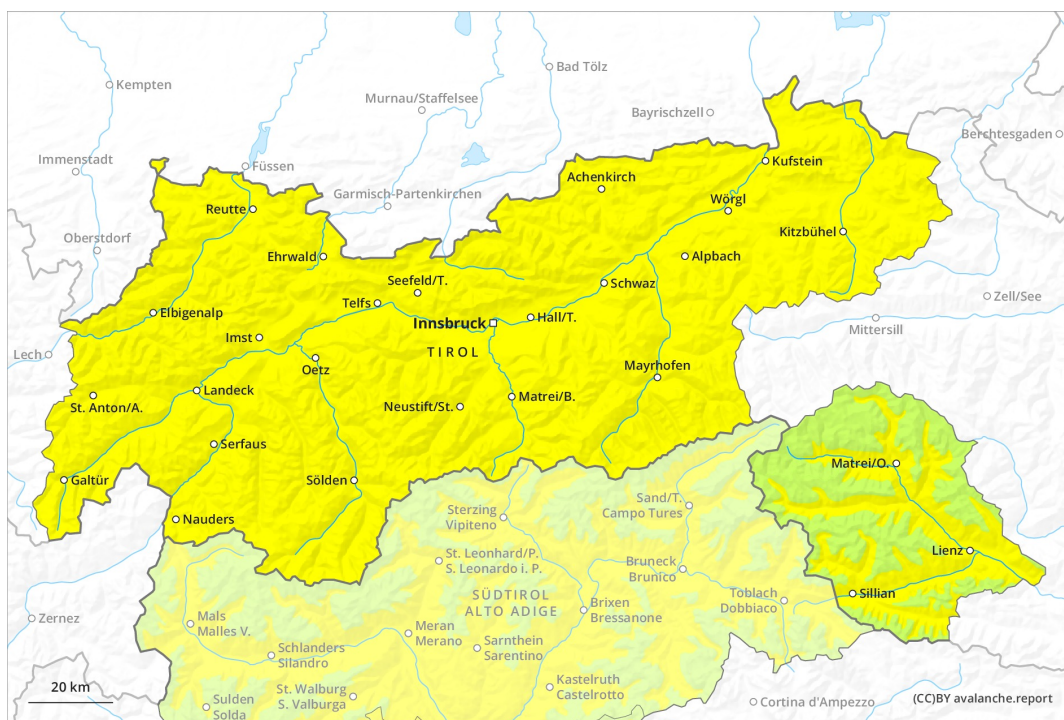 Kempten
Bad Tölz
Murnau/Staffelsee
Bayrischzell
Berchtesgaden
Immenstadt
Füssen
Kufstein
Achenkirch
Garmisch-Partenkirchen
Wörgl
Reutte
Oberstdorf
Kitzbühel
Ehrwald
Alpbach
Seefeld/T.
Schwaz
Zell/See
Telfs
Elbigenalp
Hall/T.
Innsbruck
Mittersill
Imst
Lech
TIROL
Oetz
Mayrhofen
Landeck
St. Anton/A.
Neustift/St.
Matrei/B.
Serfaus
Matrei/O.
Galtür
Sölden
Sand/T.
Campo Tures
Sterzing
Vipiteno
Nauders
Lienz
St. Leonhard/P.
S. Leonardo i. P.
Bruneck
Brunico
SÜDTIROL
ALTO ADIGE
Toblach
Dobbiaco
Sillian
Brixen
Bressanone
Zernez
Mals
Malles V.
Meran
Merano
Sarnthein
Sarentino
Schlanders
Silandro
Kastelruth
Castelrotto
20 km
St. Walburg
S. Valburga
Sulden
Solda
Cortina d'Ampezzo
(CC)BY avalanche.report